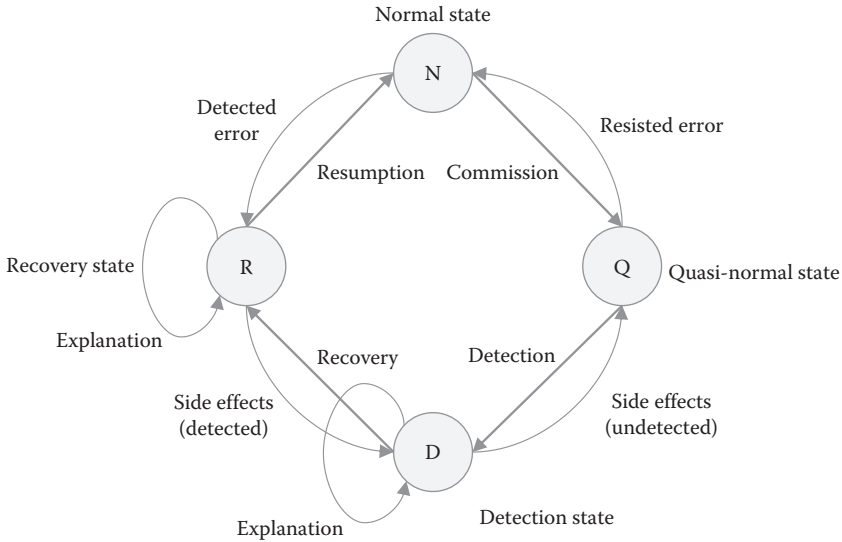 Normal state
N
Detected
error
Resisted error
Resumption
Commission
Recovery state
R
Q
Quasi-normal state
Explanation
Recovery
Detection
Side effects
(detected)
Side effects
(undetected)
D
Explanation
Detection state